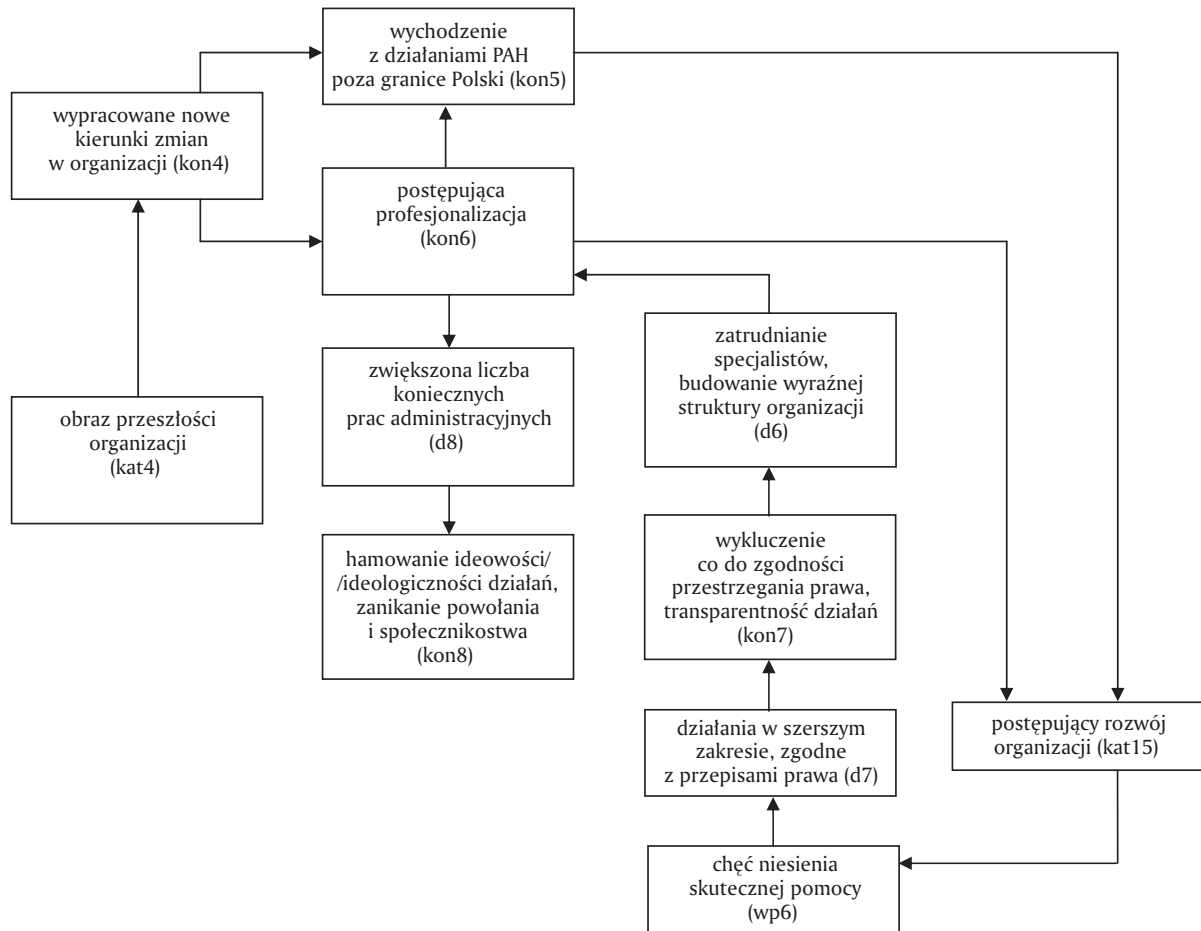 wychodzenie
z działaniami PAH
poza granice Polski (kon5)
wypracowane nowe
kierunki zmian
w organizacji (kon4)
postępująca
profesjonalizacja
(kon6)
zatrudnianie
specjalistów,
budowanie wyraźnej
struktury organizacji
(d6)
zwiększona liczba
koniecznych
prac administracyjnych
(d8)
obraz przeszłości
organizacji
(kat4)
wykluczenie
co do zgodności
przestrzegania prawa,
transparentność działań
(kon7)
hamowanie ideowości/
/ideologiczności działań,
zanikanie powołania
i społecznikostwa
(kon8)
działania w szerszym
zakresie, zgodne
z przepisami prawa (d7)
postępujący rozwój
organizacji (kat15)
chęć niesienia
skutecznej pomocy
(wp6)